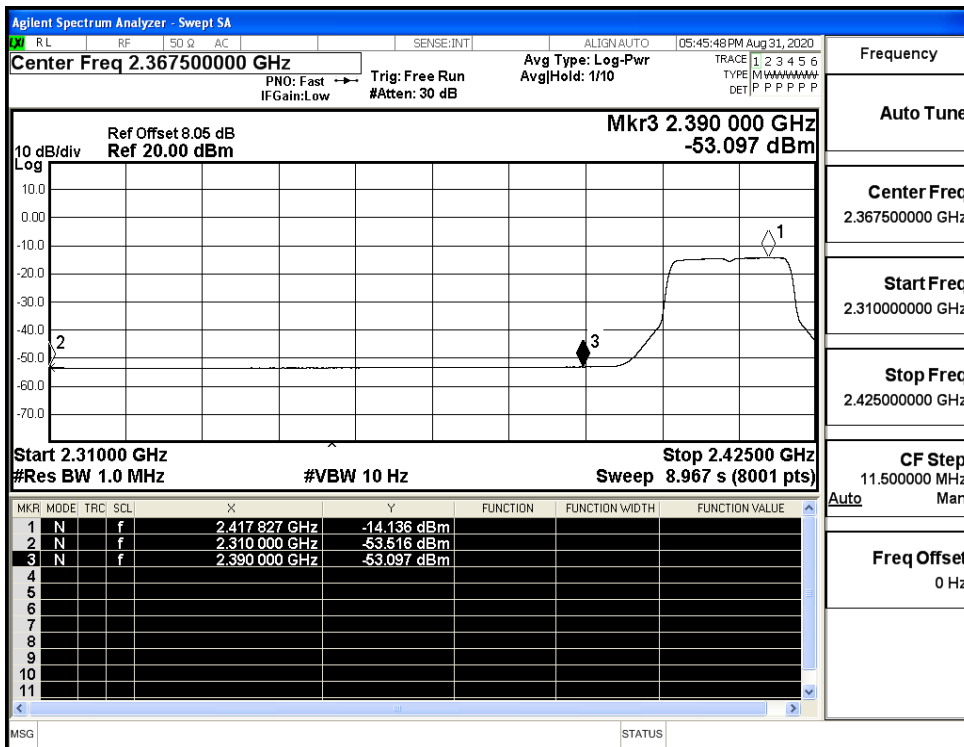 Agilent Spectrum Analyzer - Swept SA
LXI RL RF 50 Ω AC SENSE:INT ALIGN AUTO 05:45:48 PM Aug 31, 2020
Center Freq 2.367500000 GHz
PNO: Fast
IFGain:Low
Trig: Free Run
#Atten: 30 dB
Avg Type: Log-Pwr
Avg|Hold: 1/10
TRACE 1 2 3 4 5 6
TYPE M WWWWW
DET P P P P P P
Ref Offset 8.05 dB
10 dB/div Ref 20.00 dBm
Log
Mkr3 2.390 000 GHz
-53.097 dBm
10.0
0.00
-10.0
-20.0
-30.0
-40.0
-50.0
-60.0
-70.0
1
2
3
Start 2.31000 GHz Stop 2.42500 GHz
#Res BW 1.0 MHz #VBW 10 Hz Sweep 8.967 s (8001 pts)
MKR MODE TRC SCL X Y FUNCTION FUNCTION WIDTH FUNCTION VALUE
1 N f 2.417 827 GHz -14.136 dBm
2 N f 2.310 000 GHz -53.516 dBm
3 N f 2.390 000 GHz -53.097 dBm
4
5
6
7
8
9
10
11
MSG STATUS
Frequency
Auto Tune
Center Freq
2.367500000 GHz
Start Freq
2.310000000 GHz
Stop Freq
2.425000000 GHz
CF Step
11.500000 MHz
Auto Man
Freq Offset
0 Hz